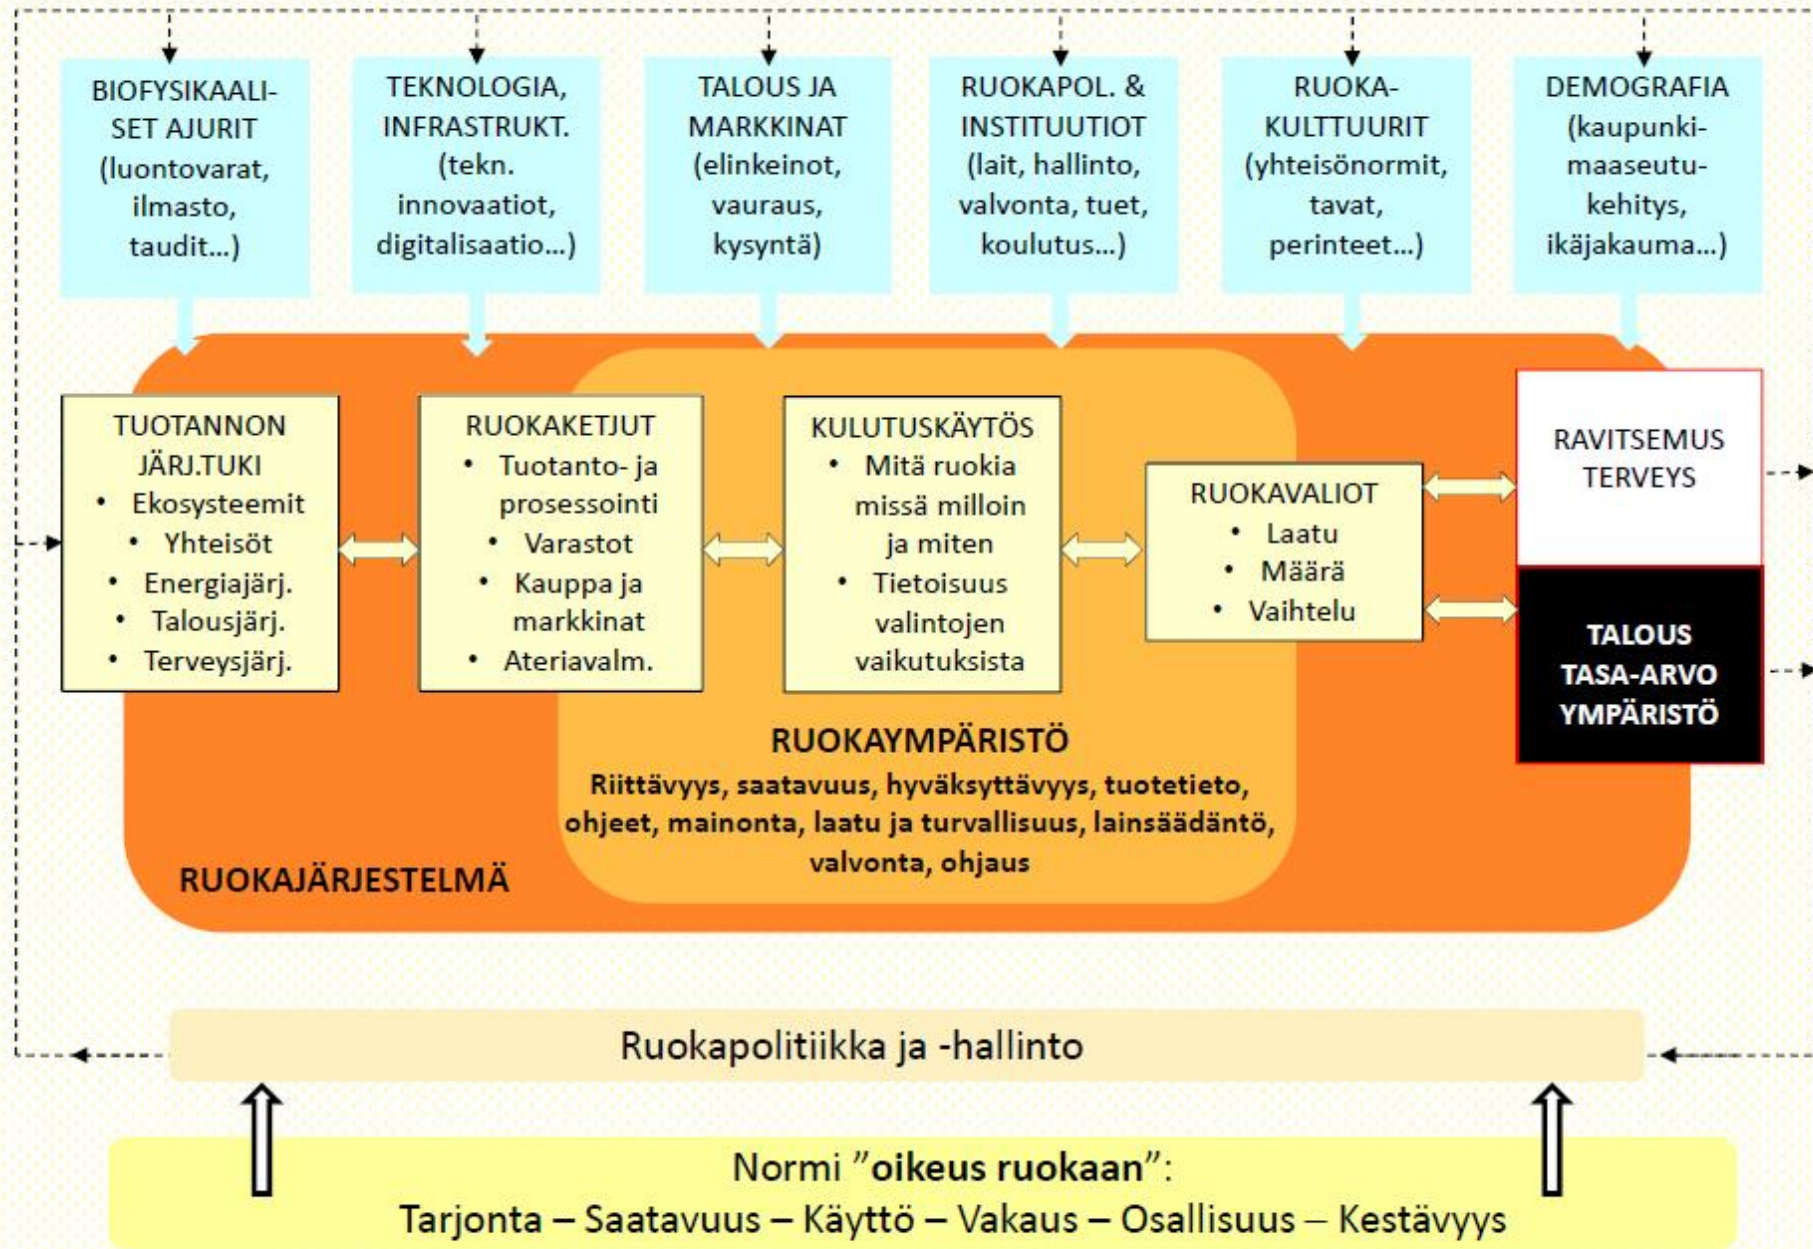 BIOFYSIKAALI-
SET AJURIT
(luontovarat,
ilmasto,
taudit...)
TEKNOLOGIA,
INFRASTRUKT.
(tekn.
innovaatiot,
digitalisaatio...)
TALOUS JA
MARKKINAT
(elinkeinot,
vauraus,
kysyntä)
RUOKAPOL. &
INSTITUUTIOT
(lait, hallinto,
valvonta, tuet,
koulutus...)
RUOKA-
KULTTUURIT
(yhteisönormit,
tavat,
perinteet...)
DEMOGRAFIA
(kaupunki-
maaseutu-
kehitys,
ikäjakauma...)
TUOTANNON
JÄRJ.TUKI
• Ekosysteemit
• Yhteisöt
• Energiajärj.
• Talousjärj.
• Terveysjärj.
RUOKAKETJUT
• Tuotanto- ja
prosessointi
• Varastot
• Kauppa ja
markkinat
• Ateriavalm.
KULUTUSKÄYTÖS
• Mitä ruokia
missä milloin
ja miten
• Tietoisuus
valintojen
vaikutuksista
RUOKAVALIOT
• Laatu
• Määrä
• Vaihtelu
RAVITSEMUS
TERVEYS
TALOUS
TASA-ARVO
YMPÄRISTÖ
RUOKAYMPÄRISTÖ
Riittävyys, saatavuus, hyväksyttävyys, tuotetieto,
ohjeet, mainonta, laatu ja turvallisuus, lainsäädäntö,
valvonta, ohjaus
RUOKAJÄRJESTELMÄ
Ruokapolitiikka ja -hallinto
Normi ”oikeus ruokaan”:
Tarjonta – Saatavuus – Käyttö – Vakaus – Osallisuus – Kestävyys